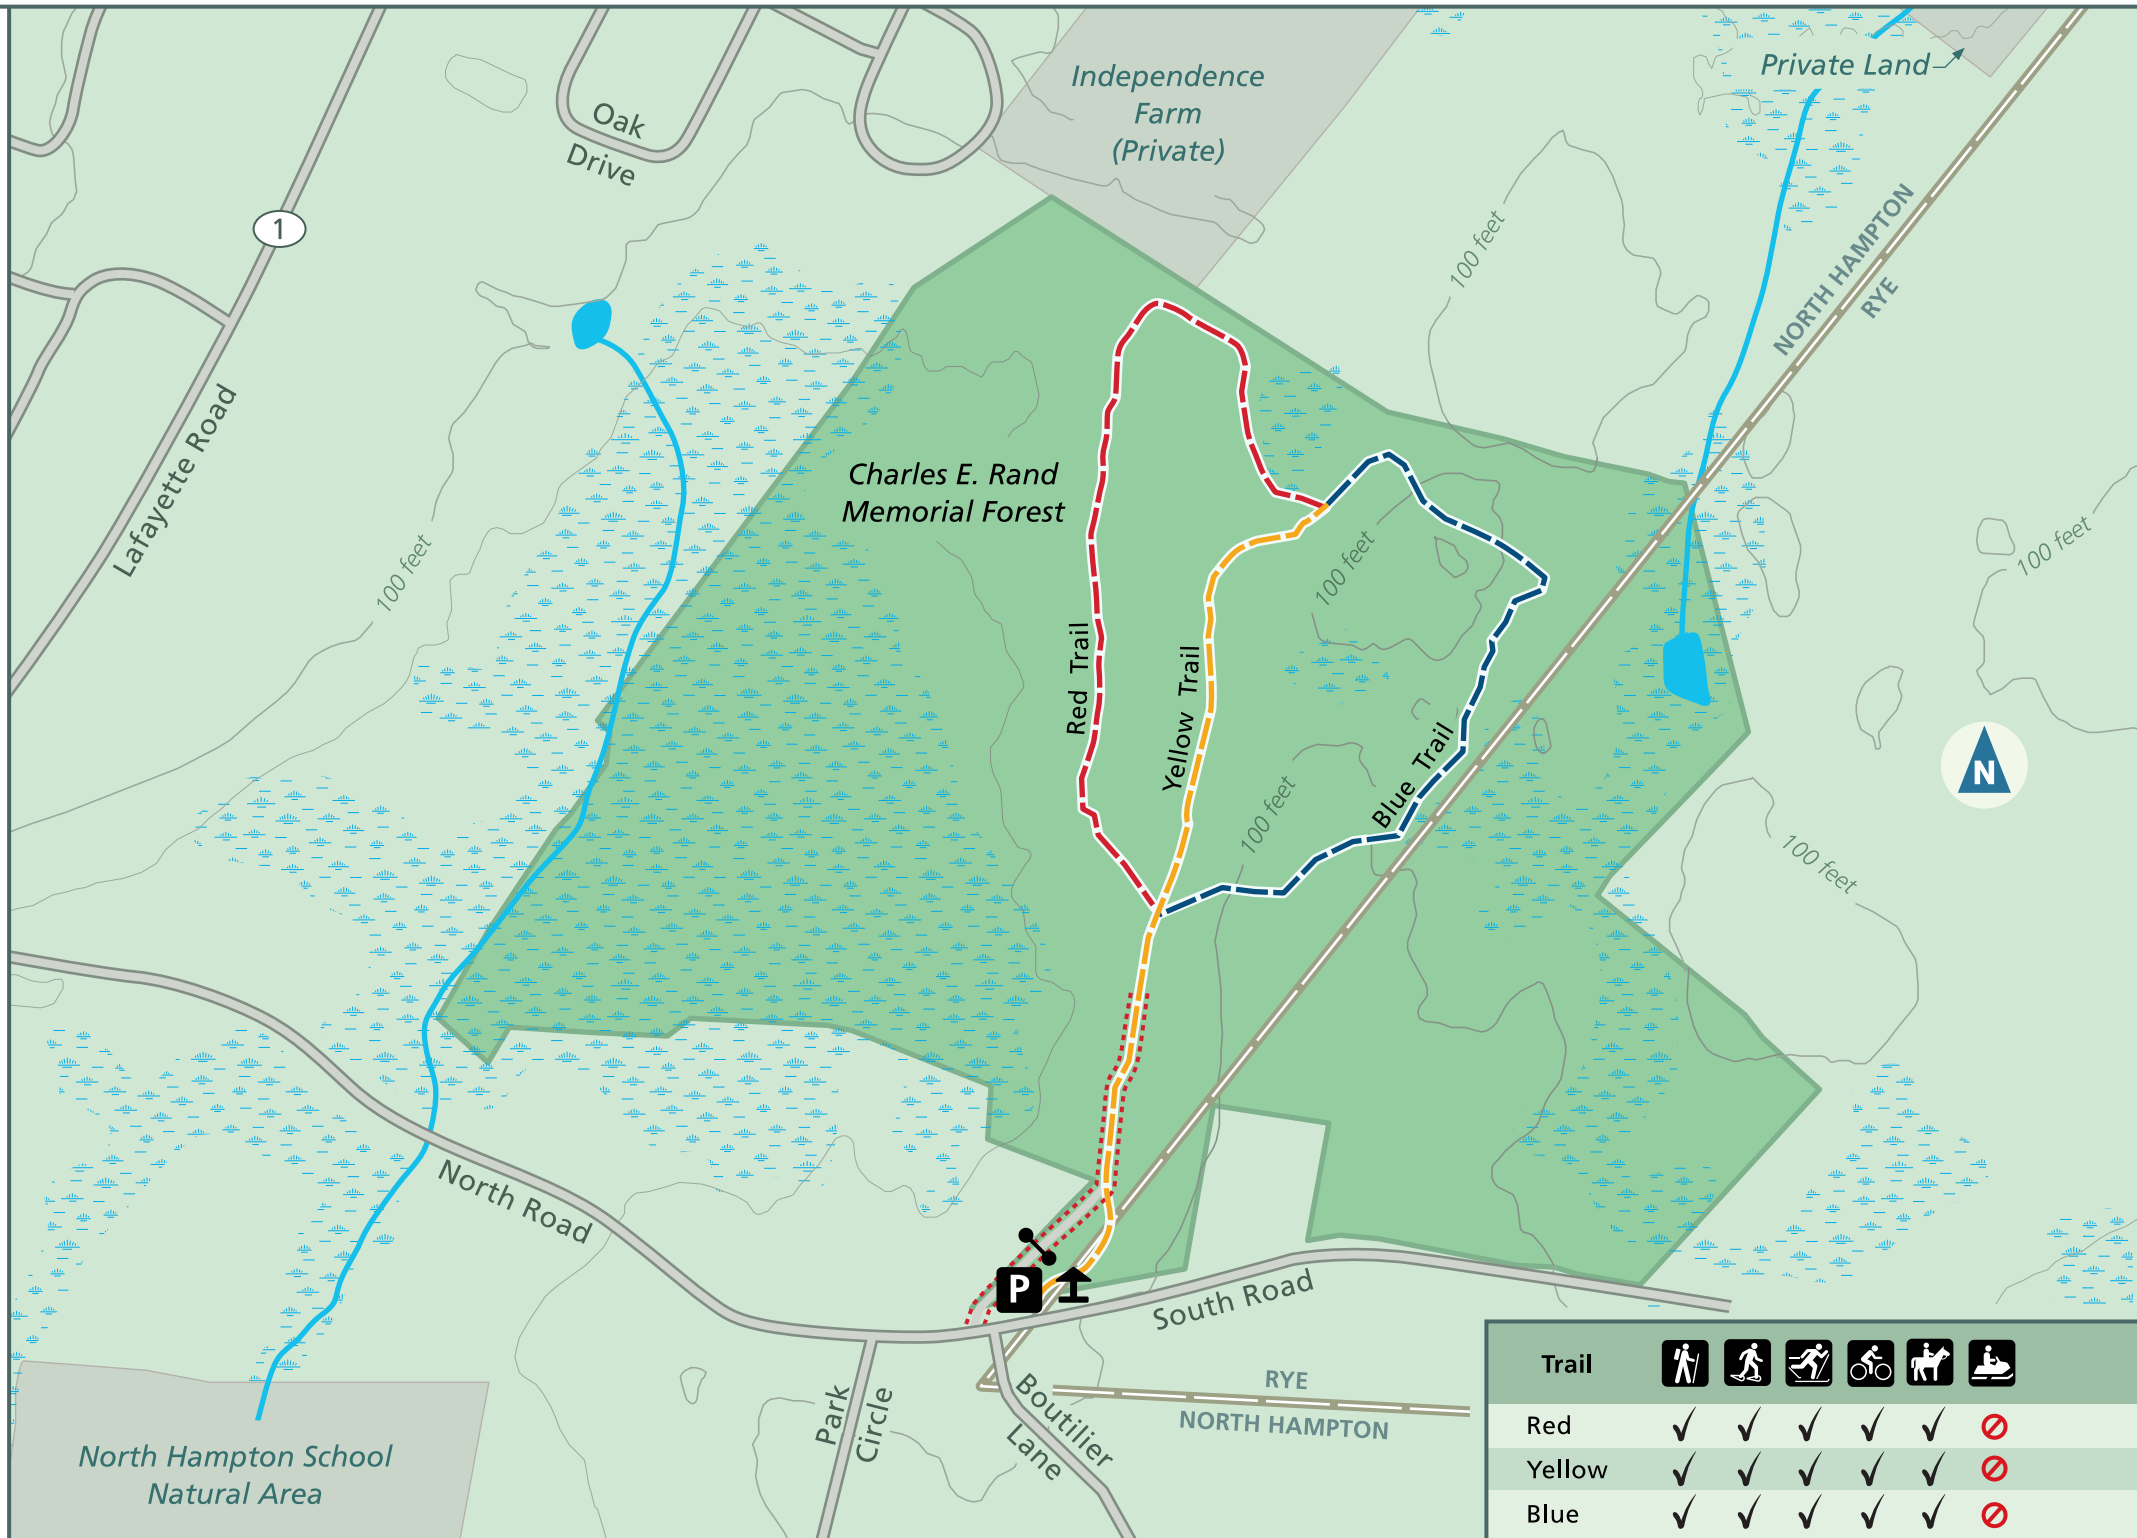 Independence
Farm
(Private)
Private Land
Oak
Drive
1
NORTH HAMPTON
RYE
100 feet
Lafayette Road
Charles E. Rand
Memorial Forest
100 feet
100 feet
100 feet
Red Trail
Yellow Trail
Blue Trail
100 feet
100 feet
N
North Road
P
South Road
RYE
NORTH HAMPTON
Park
Circle
Boutilier
Lane
North Hampton School
Natural Area
Trail
Red
Yellow
Blue